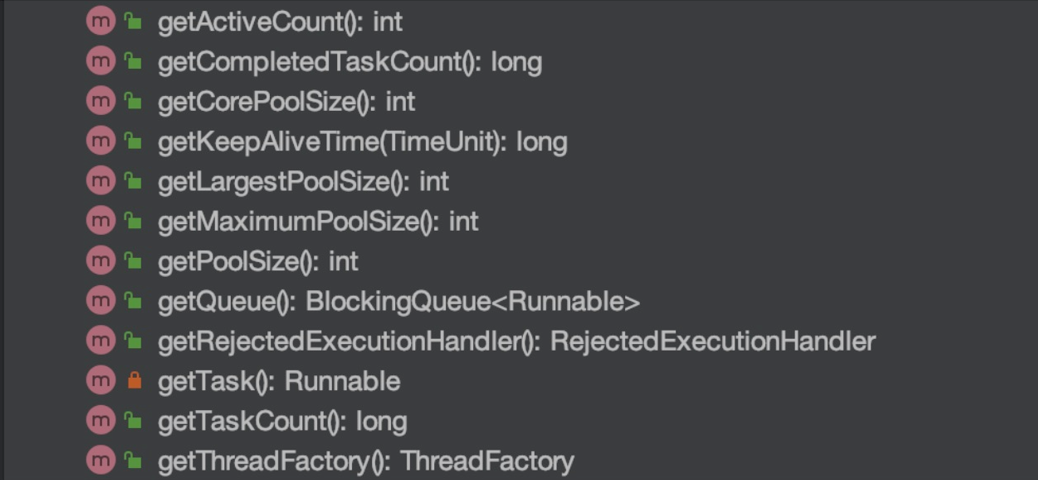 m getActiveCount(): int
m getCompletedTaskCount(): long
m getCorePoolSize(): int
m getKeepAliveTime(TimeUnit): long
m getLargestPoolSize(): int
m getMaximumPoolSize(): int
m getPoolSize(): int
m getQueue(): BlockingQueue<Runnable>
m getRejectedExecutionHandler(): RejectedExecutionHandler
m getTask(): Runnable
m getTaskCount(): long
m getThreadFactory(): ThreadFactory